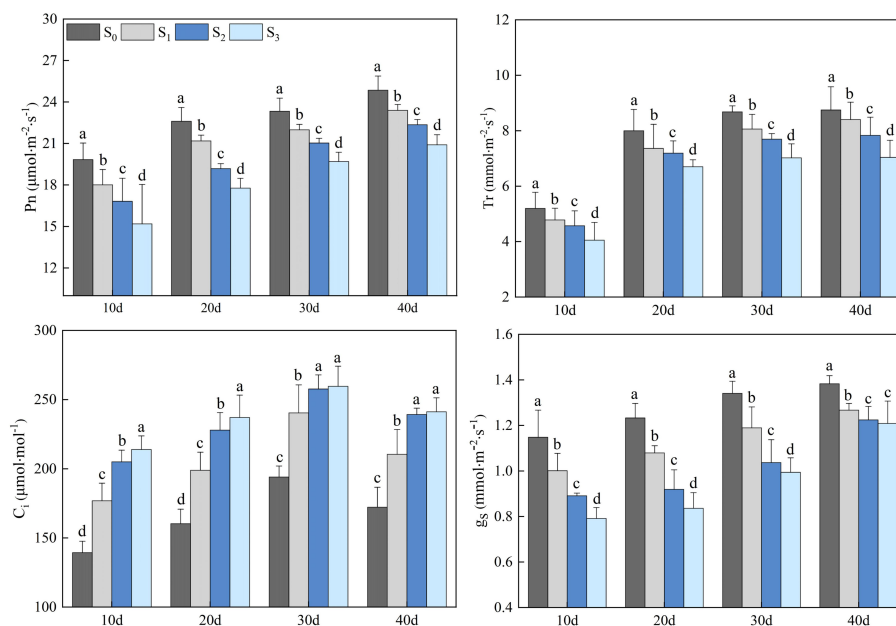 30
27
24
21
18
15
12
Pn (μmol·m⁻²·s⁻¹)
S₀ S₁ S₂ S₃
a b c d
a b c d
a b c d
a b c d
10d 20d 30d 40d
10
8
6
4
2
Tr (mmol·m⁻²·s⁻¹)
a b c d
a b c d
a b c d
a b c d
10d 20d 30d 40d
300
250
200
150
100
Cᵢ (μmol·mol⁻¹)
d c b a
d c b a
c b a a
c b a a
10d 20d 30d 40d
1.6
1.4
1.2
1.0
0.8
0.6
0.4
gₛ (mmol·m⁻²·s⁻¹)
a b c d
a b c d
a b c d
a b c c
10d 20d 30d 40d